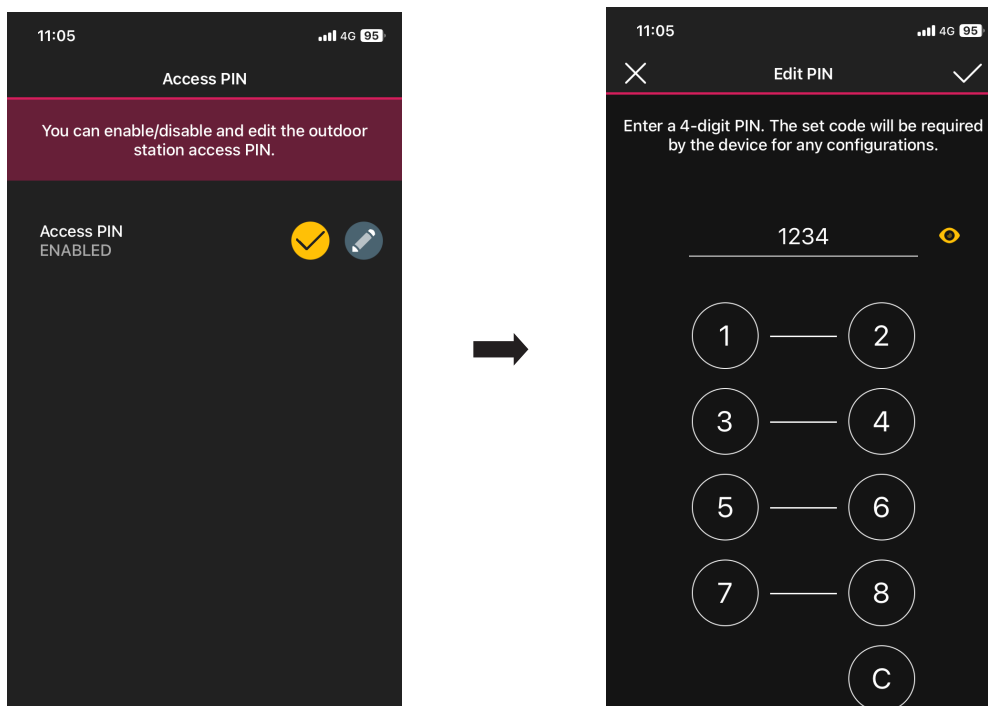 11:05
4G 95
Access PIN
You can enable/disable and edit the outdoor
station access PIN.
Access PIN
ENABLED
11:05
4G 95
Edit PIN
Enter a 4-digit PIN. The set code will be required
by the device for any configurations.
1234
1 2
3 4
5 6
7 8
C